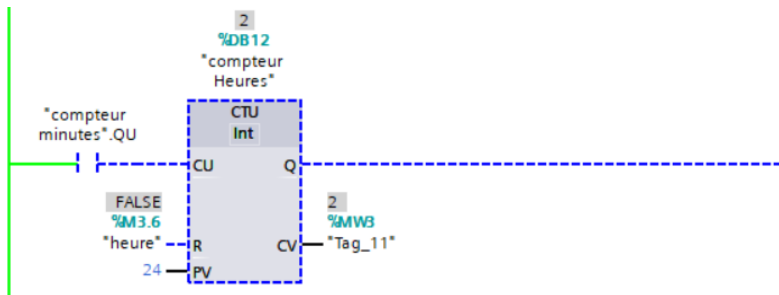 2
%DB12
"compteur
Heures"
"compteur
minutes".QU
CTU
Int
CU
Q
FALSE
2
%M3.6
%MW3
"heure"
R
CV
"Tag_11"
24
PV